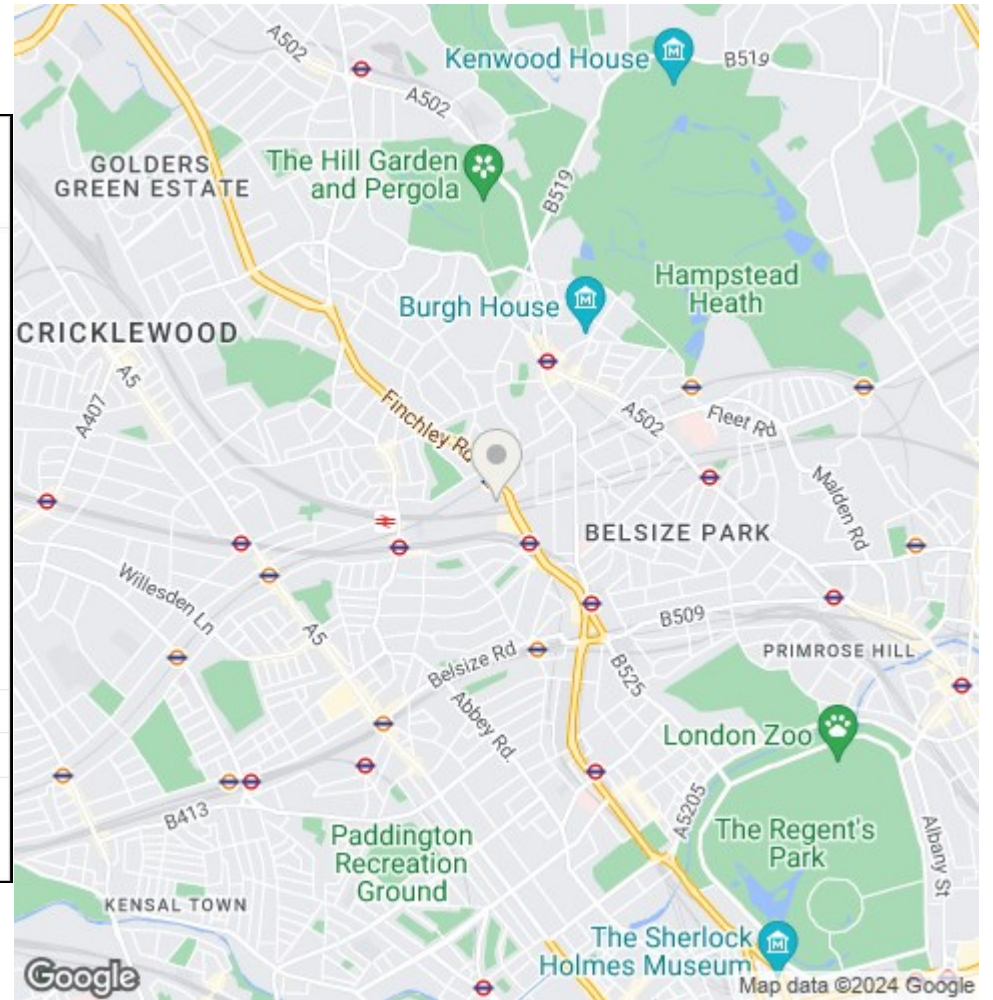 A502
Kenwood House
B519
A502
GOLDERS
GREEN ESTATE
The Hill Garden
and Pergola
B519
Hampstead
Heath
Burgh House
CRICKLEWOOD
A5
A407
Finchley Rd
A502
Fleet Rd
Malden Rd
BELSIZE PARK
Willesden Ln
A5
B509
PRIMROSE HILL
Belsize Rd
B525
Abbey Rd.
London Zoo
A5205
B413
Paddington
Recreation
Ground
The Regent's
Park
Albany St
KENSAL TOWN
The Sherlock
Holmes Museum
Google
Map data ©2024 Google